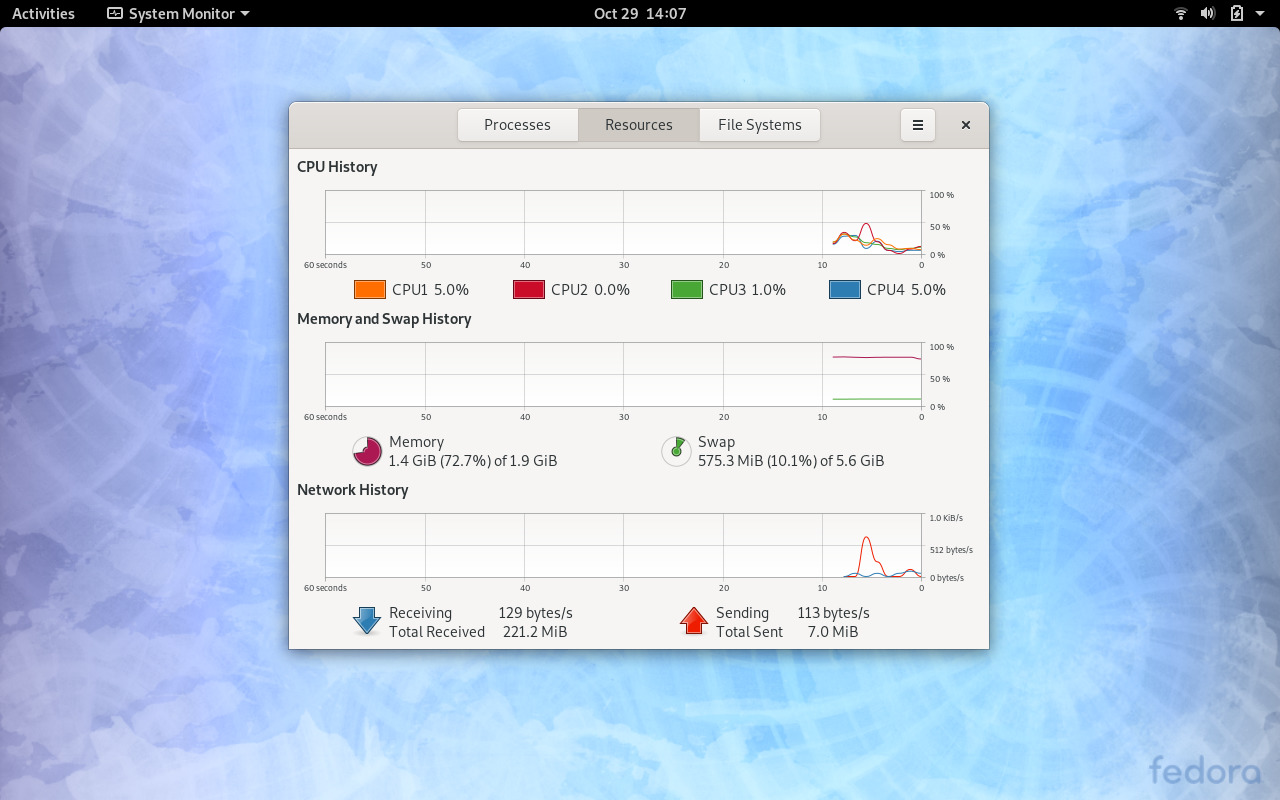 Activities System Monitor Oct 29 14:07
Processes Resources File Systems
CPU History
100 %
50 %
0 %
60 seconds 50 40 30 20 10 0
CPU1 5.0% CPU2 0.0% CPU3 1.0% CPU4 5.0%
Memory and Swap History
100 %
50 %
0 %
60 seconds 50 40 30 20 10 0
Memory Swap
1.4 GiB (72.7%) of 1.9 GiB 575.3 MiB (10.1%) of 5.6 GiB
Network History
1.0 KiB/s
512 bytes/s
0 bytes/s
60 seconds 50 40 30 20 10 0
Receiving 129 bytes/s Sending 113 bytes/s
Total Received 221.2 MiB Total Sent 7.0 MiB
fedora